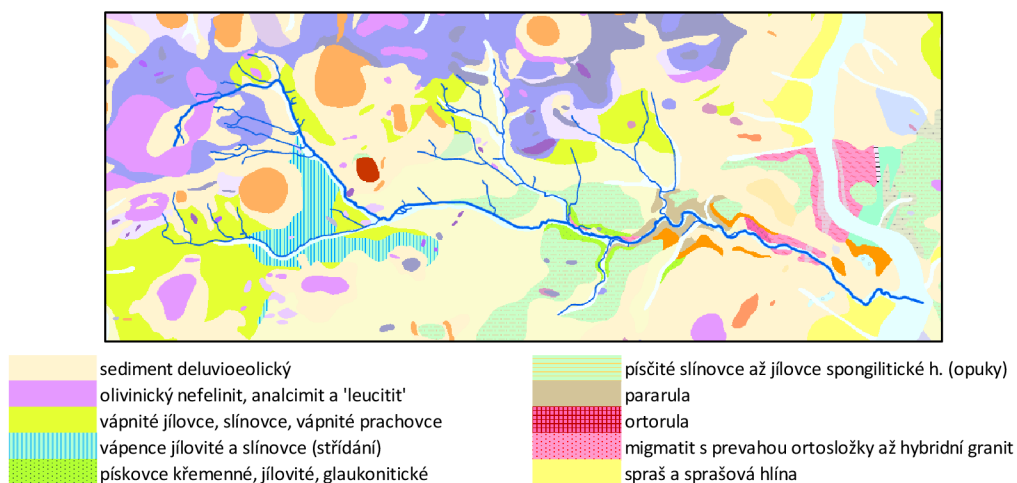 sediment deluvioeolický
olivinický nefelinit, analcimit a 'leucitit'
vápnité jílovce, slínovce, vápnité prachovce
vápence jílovité a slínovce (střídání)
pískovce křemenné, jílovité, glaukonitické
písčité slínovce až jílovce spongilitické h. (opuky)
pararula
ortorula
migmatit s prevahou ortosložky až hybridní granit
spraš a sprašová hlína